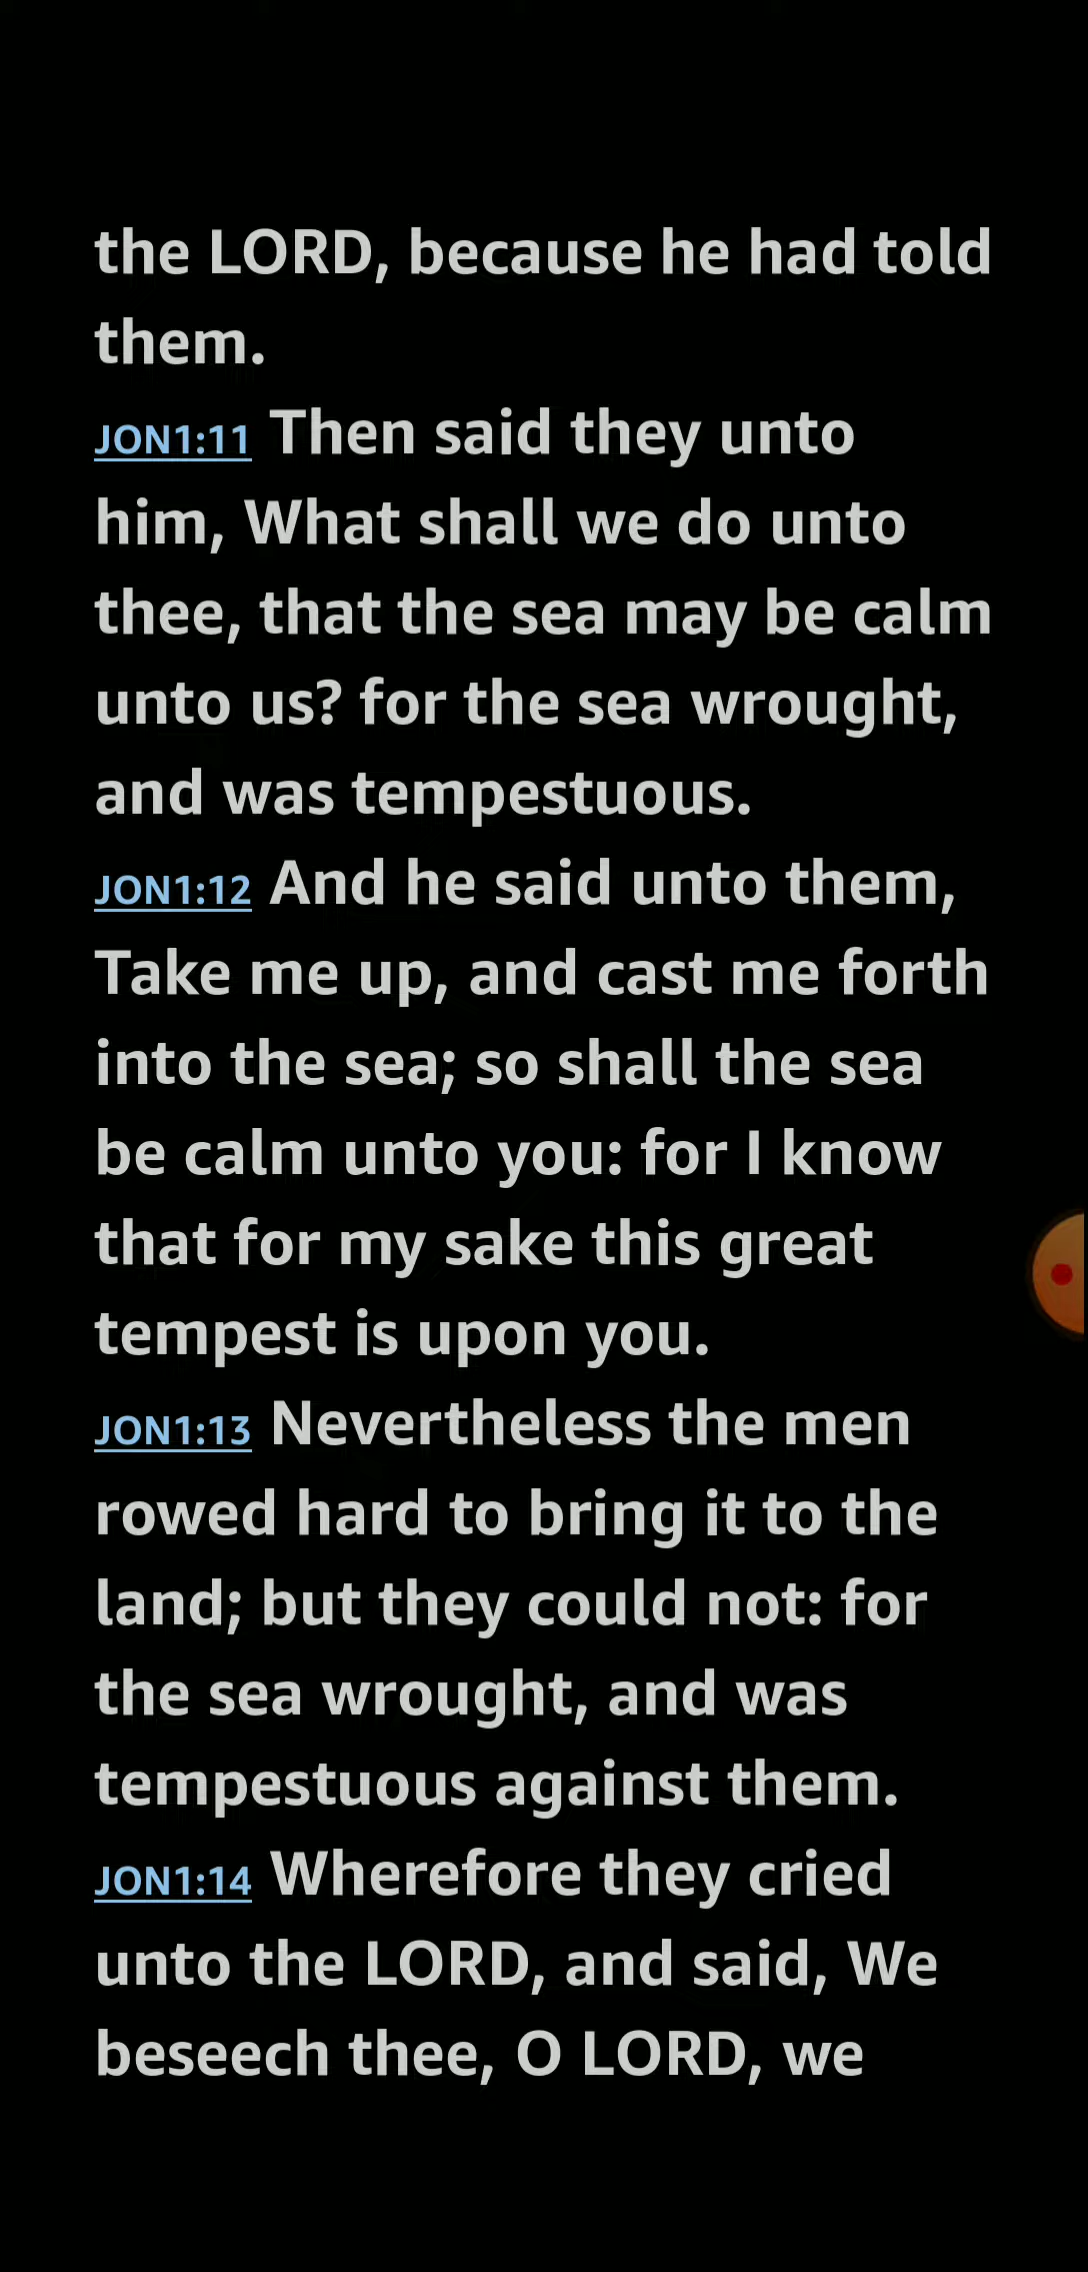 the LORD, because he had told
them.
JON1:11 Then said they unto
him, What shall we do unto
thee, that the sea may be calm
unto us? for the sea wrought,
and was tempestuous.
JON1:12 And he said unto them,
Take me up, and cast me forth
into the sea; so shall the sea
be calm unto you: for I know
that for my sake this great
tempest is upon you.
JON1:13 Nevertheless the men
rowed hard to bring it to the
land; but they could not: for
the sea wrought, and was
tempestuous against them.
JON1:14 Wherefore they cried
unto the LORD, and said, We
beseech thee, O LORD, we